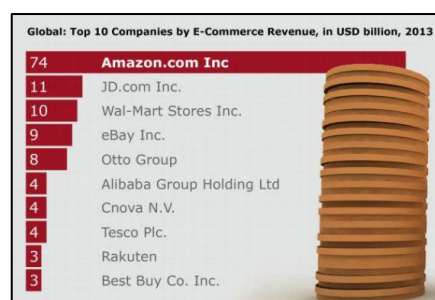 Global: Top 10 Companies by E-Commerce Revenue, in USD billion, 2013
74 Amazon.com Inc
11 JD.com Inc.
10 Wal-Mart Stores Inc.
9 eBay Inc.
8 Otto Group
4 Alibaba Group Holding Ltd
4 Cnova N.V.
4 Tesco Plc.
3 Rakuten
3 Best Buy Co. Inc.